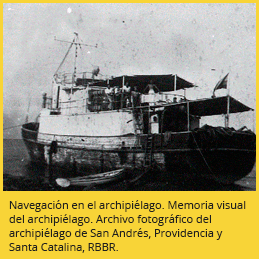 Navegación en el archipiélago. Memoria visual
del archipiélago. Archivo fotográfico del
archipiélago de San Andrés, Providencia y
Santa Catalina, RBBR.